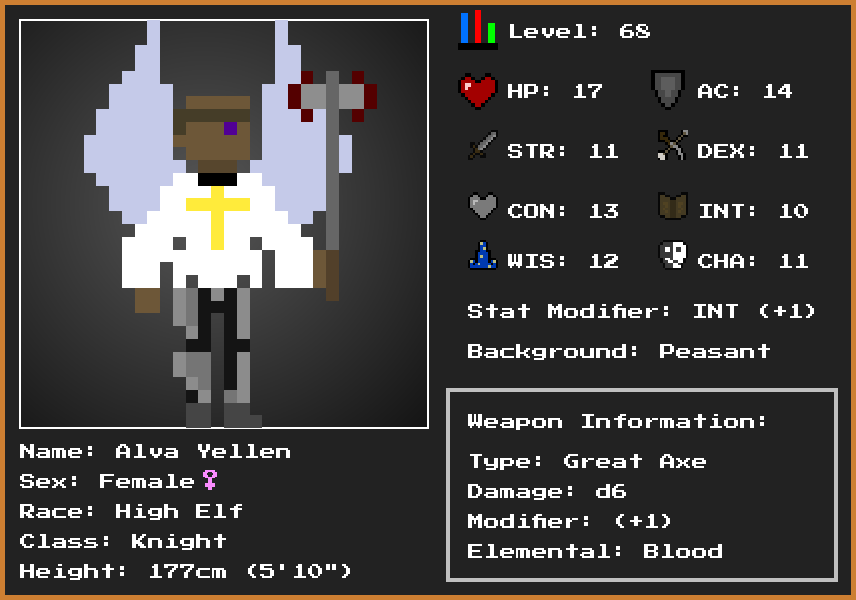 Level: 68
HP: 17
AC: 14
STR: 11
DEX: 11
CON: 13
INT: 10
WIS: 12
CHA: 11
Stat Modifier: INT (+1)
Background: Peasant
Weapon Information:
Type: Great Axe
Damage: d6
Modifier: (+1)
Elemental: Blood
Name: Alva Yellen
Sex: Female♀
Race: High Elf
Class: Knight
Height: 177cm (5'10")